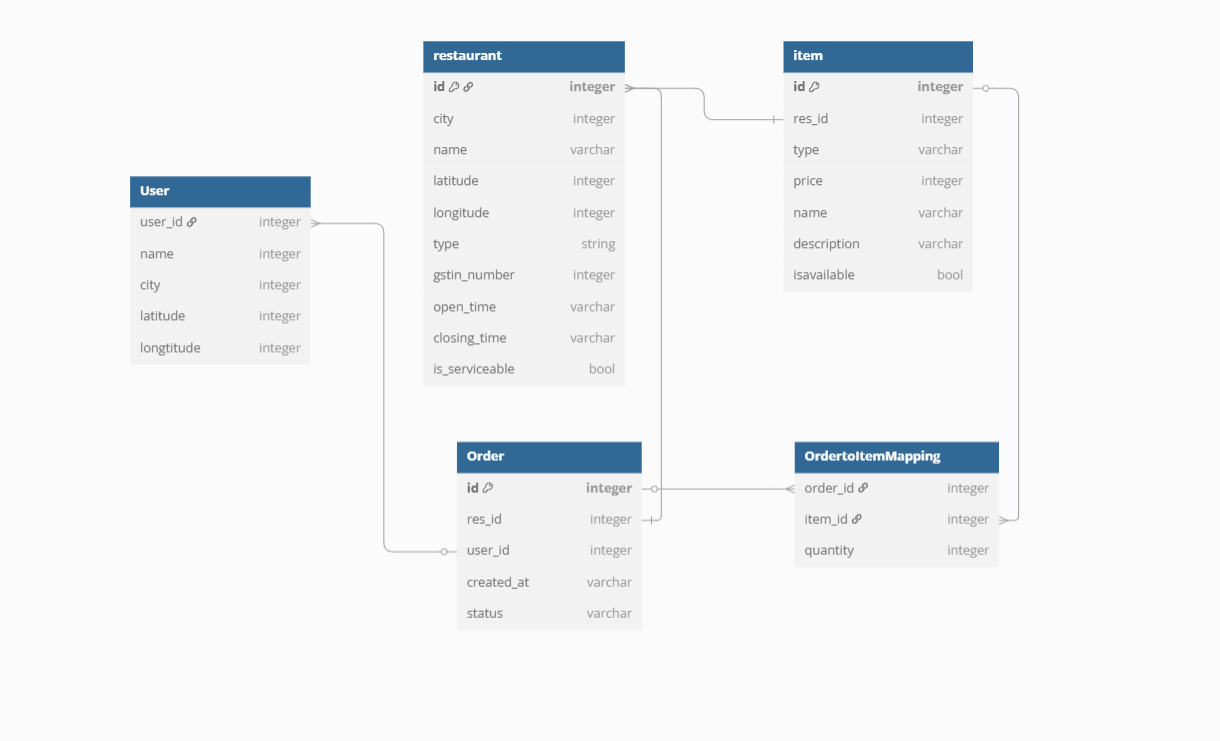 restaurant
id integer
city integer
name varchar
latitude integer
longitude integer
type string
gstin_number integer
open_time varchar
closing_time varchar
is_serviceable bool
item
id integer
res_id integer
type varchar
price integer
name varchar
description varchar
isavailable bool
User
user_id integer
name integer
city integer
latitude integer
longtitude integer
Order
id integer
res_id integer
user_id integer
created_at varchar
status varchar
OrdertoItemMapping
order_id integer
item_id integer
quantity integer